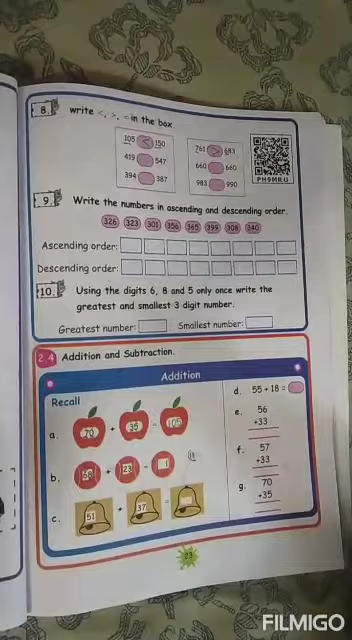 8. write <, >, = in the box.
105 < 150
419 547
394 387
761 > 683
660 660
983 990
PH9MRU
9. Write the numbers in ascending and descending order.
326 323 301 356 365 399 308 340
Ascending order:
Descending order:
10. Using the digits 6, 8 and 5 only once write the
greatest and smallest 3 digit number.
Greatest number: Smallest number:
2.4 Addition and Subtraction.
Addition
Recall
a. 70 + 35 = 105
b. + 23 =
c. 51 + 37 =
d. 55 + 18 =
e. 56
+33
f. 57
+33
g. 70
+35
23
FILMIGO